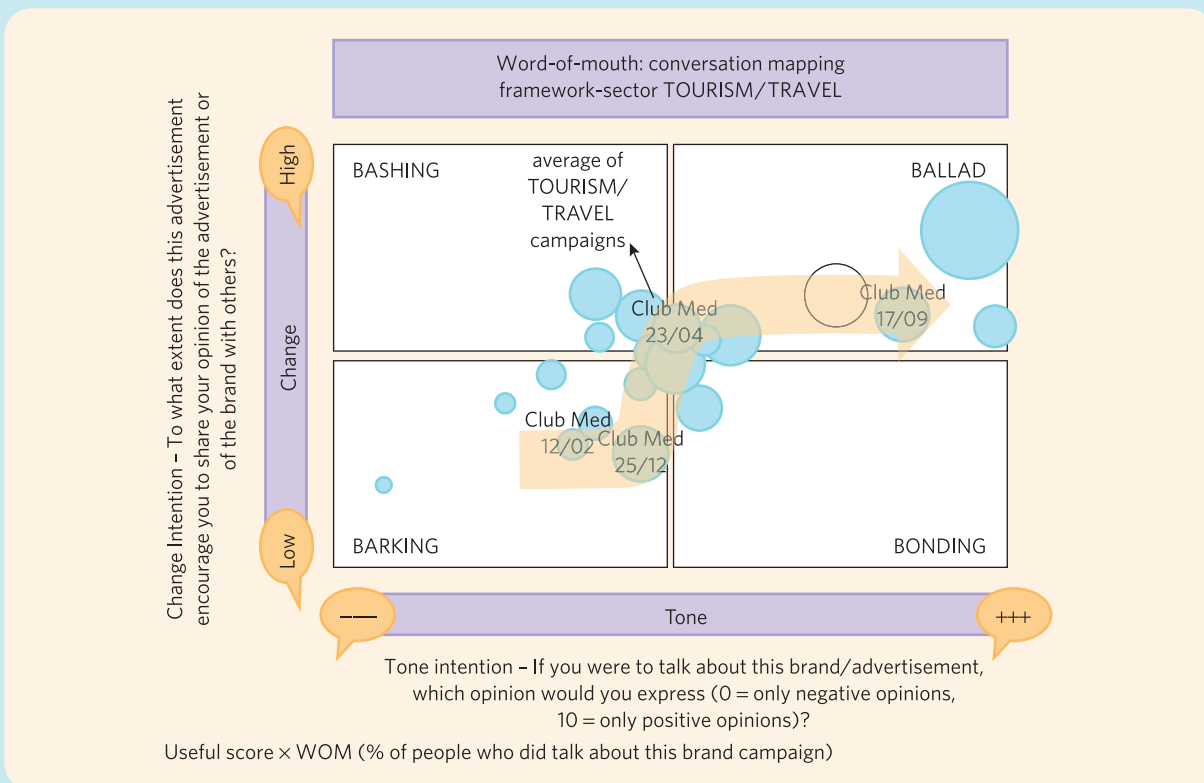 Word-of-mouth: conversation mapping
framework-sector TOURISM/TRAVEL
Change Intention – To what extent does this advertisement
encourage you to share your opinion of the advertisement or
of the brand with others?
High
Change
Low
BASHING
average of
TOURISM/
TRAVEL
campaigns
BALLAD
Club Med
23/04
Club Med
17/09
Club Med
12/02
Club Med
25/12
BARKING
BONDING
–––
Tone
+++
Tone intention – If you were to talk about this brand/advertisement,
which opinion would you express (0 = only negative opinions,
10 = only positive opinions)?
Useful score × WOM (% of people who did talk about this brand campaign)